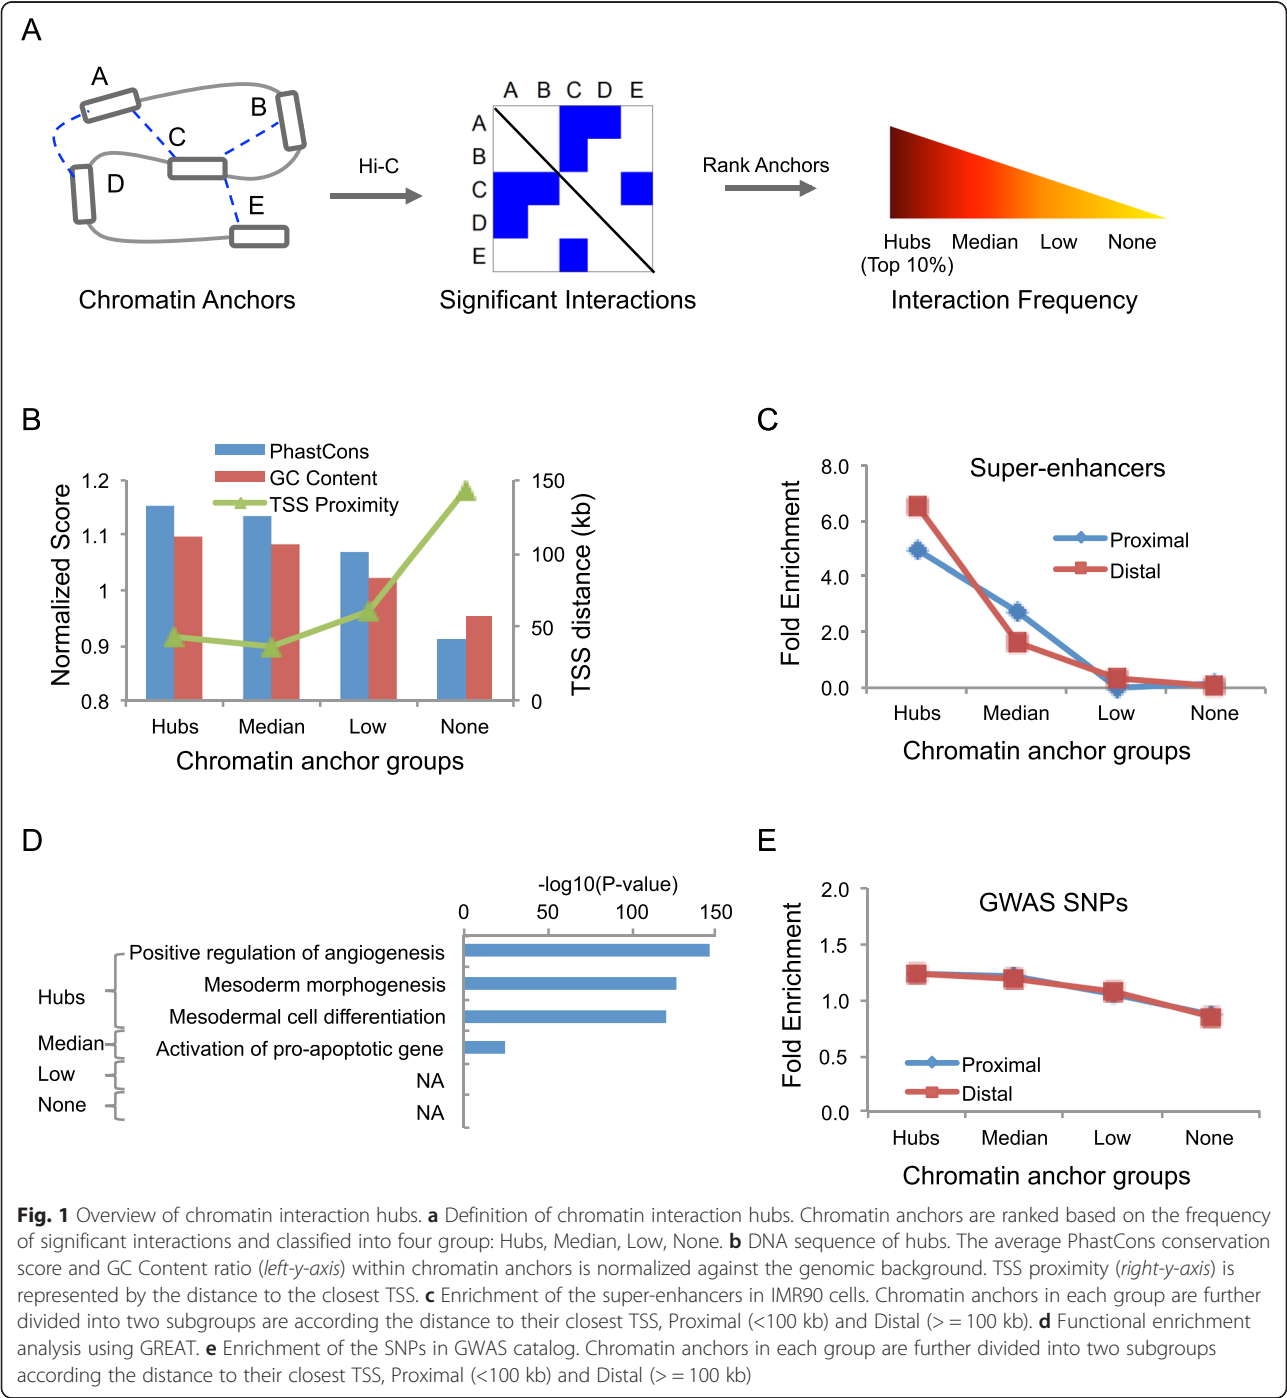 A
A
B
C
D
E
Chromatin Anchors
Hi-C
A B C D E
A
B
C
D
E
Significant Interactions
Rank Anchors
Hubs Median Low None
(Top 10%)
Interaction Frequency
B
PhastCons
GC Content
TSS Proximity
Normalized Score
1.2
1.1
1
0.9
0.8
150
100
50
0
TSS distance (kb)
Hubs Median Low None
Chromatin anchor groups
C
Super-enhancers
Fold Enrichment
8.0
6.0
4.0
2.0
0.0
Proximal
Distal
Hubs Median Low None
Chromatin anchor groups
D
-log10(P-value)
0 50 100 150
Hubs
Positive regulation of angiogenesis
Mesoderm morphogenesis
Mesodermal cell differentiation
Median
Activation of pro-apoptotic gene
Low
NA
None
NA
E
GWAS SNPs
Fold Enrichment
2.0
1.5
1.0
0.5
0.0
Proximal
Distal
Hubs Median Low None
Chromatin anchor groups
Fig. 1 Overview of chromatin interaction hubs. a Definition of chromatin interaction hubs. Chromatin anchors are ranked based on the frequency
of significant interactions and classified into four group: Hubs, Median, Low, None. b DNA sequence of hubs. The average PhastCons conservation
score and GC Content ratio (left-y-axis) within chromatin anchors is normalized against the genomic background. TSS proximity (right-y-axis) is
represented by the distance to the closest TSS. c Enrichment of the super-enhancers in IMR90 cells. Chromatin anchors in each group are further
divided into two subgroups are according the distance to their closest TSS, Proximal (<100 kb) and Distal (> = 100 kb). d Functional enrichment
analysis using GREAT. e Enrichment of the SNPs in GWAS catalog. Chromatin anchors in each group are further divided into two subgroups
according the distance to their closest TSS, Proximal (<100 kb) and Distal (> = 100 kb)